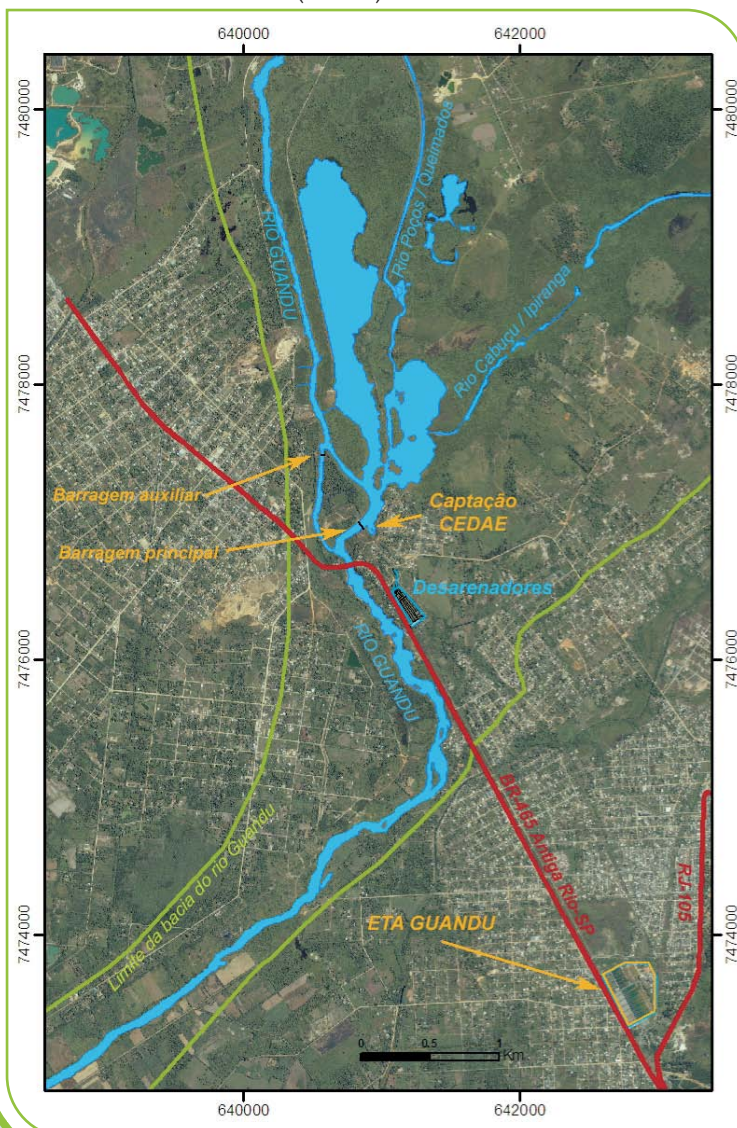 640000
642000
7480000
7480000
RIO GUANDU
Rio Poços / Queimados
Rio Cabuçu / Ipiranga
7478000
7478000
Barragem auxiliar
Captação
CEDAE
Barragem principal
Desarenadores
7476000
7476000
RIO GUANDU
BR-465 Antiga Rio-SP
Limite da bacia do rio Guandu
RJ-105
7474000
7474000
ETA GUANDU
0
0,5
1
Km
640000
642000